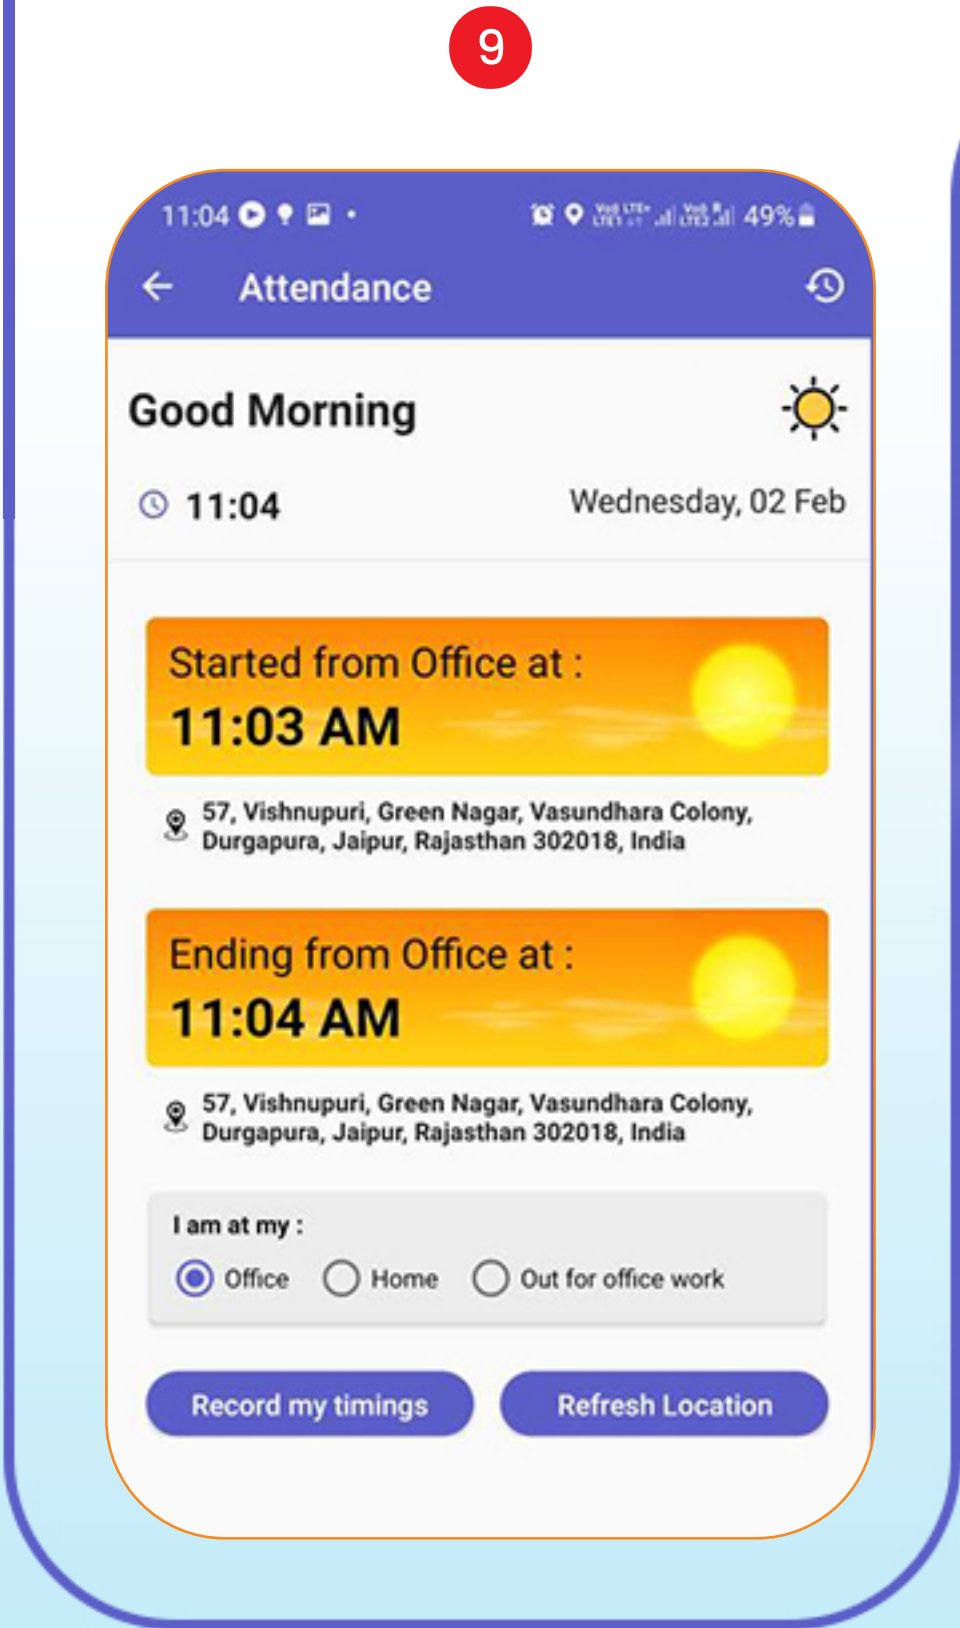 9
11:04
49%
Attendance
Good Morning
11:04
Wednesday, 02 Feb
Started from Office at :
11:03 AM
57, Vishnupuri, Green Nagar, Vasundhara Colony,
Durgapura, Jaipur, Rajasthan 302018, India
Ending from Office at :
11:04 AM
57, Vishnupuri, Green Nagar, Vasundhara Colony,
Durgapura, Jaipur, Rajasthan 302018, India
I am at my :
Office Home Out for office work
Record my timings Refresh Location